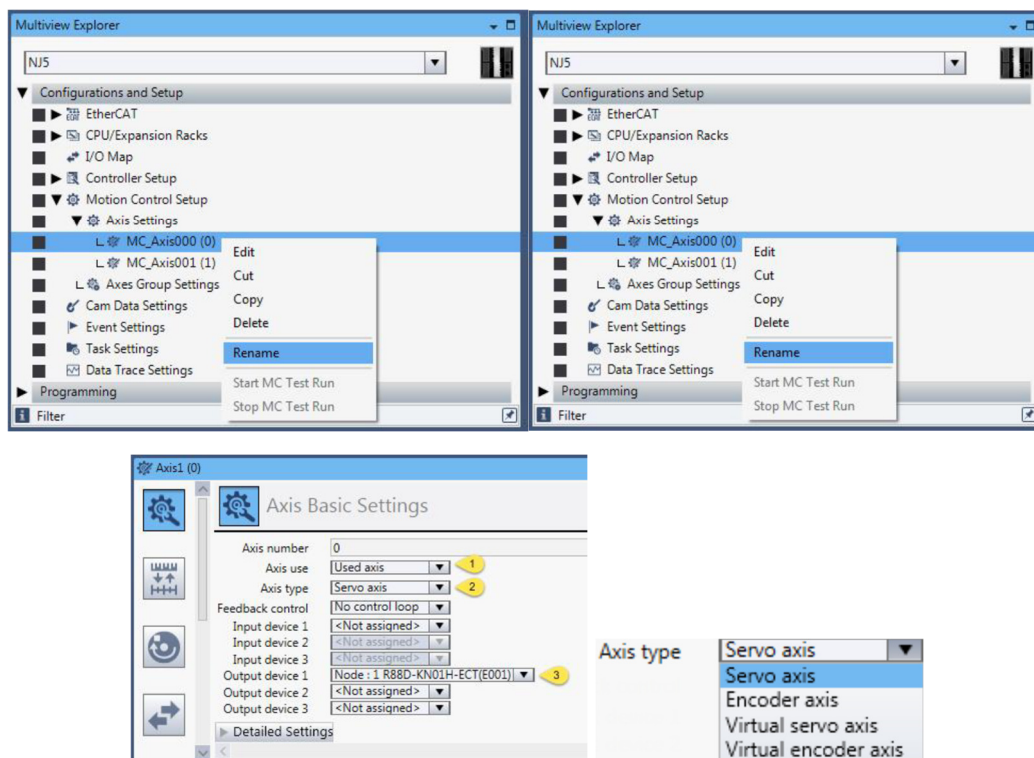 Multiview Explorer
NJ5
Configurations and Setup
EtherCAT
CPU/Expansion Racks
I/O Map
Controller Setup
Motion Control Setup
Axis Settings
MC_Axis000 (0)
MC_Axis001 (1)
Axes Group Settings
Cam Data Settings
Event Settings
Task Settings
Data Trace Settings
Programming
Filter
Edit
Cut
Copy
Delete
Rename
Start MC Test Run
Stop MC Test Run
Multiview Explorer
NJ5
Configurations and Setup
EtherCAT
CPU/Expansion Racks
I/O Map
Controller Setup
Motion Control Setup
Axis Settings
MC_Axis000 (0)
MC_Axis001 (1)
Axes Group Settings
Cam Data Settings
Event Settings
Task Settings
Data Trace Settings
Programming
Filter
Edit
Cut
Copy
Delete
Rename
Start MC Test Run
Stop MC Test Run
Axis1 (0)
Axis Basic Settings
Axis number 0
Axis use Used axis 1
Axis type Servo axis 2
Feedback control No control loop
Input device 1 <Not assigned>
Input device 2 <Not assigned>
Input device 3 <Not assigned>
Output device 1 Node : 1 R88D-KN01H-ECT(E001) 3
Output device 2 <Not assigned>
Output device 3 <Not assigned>
Detailed Settings
Axis type Servo axis
Servo axis
Encoder axis
Virtual servo axis
Virtual encoder axis